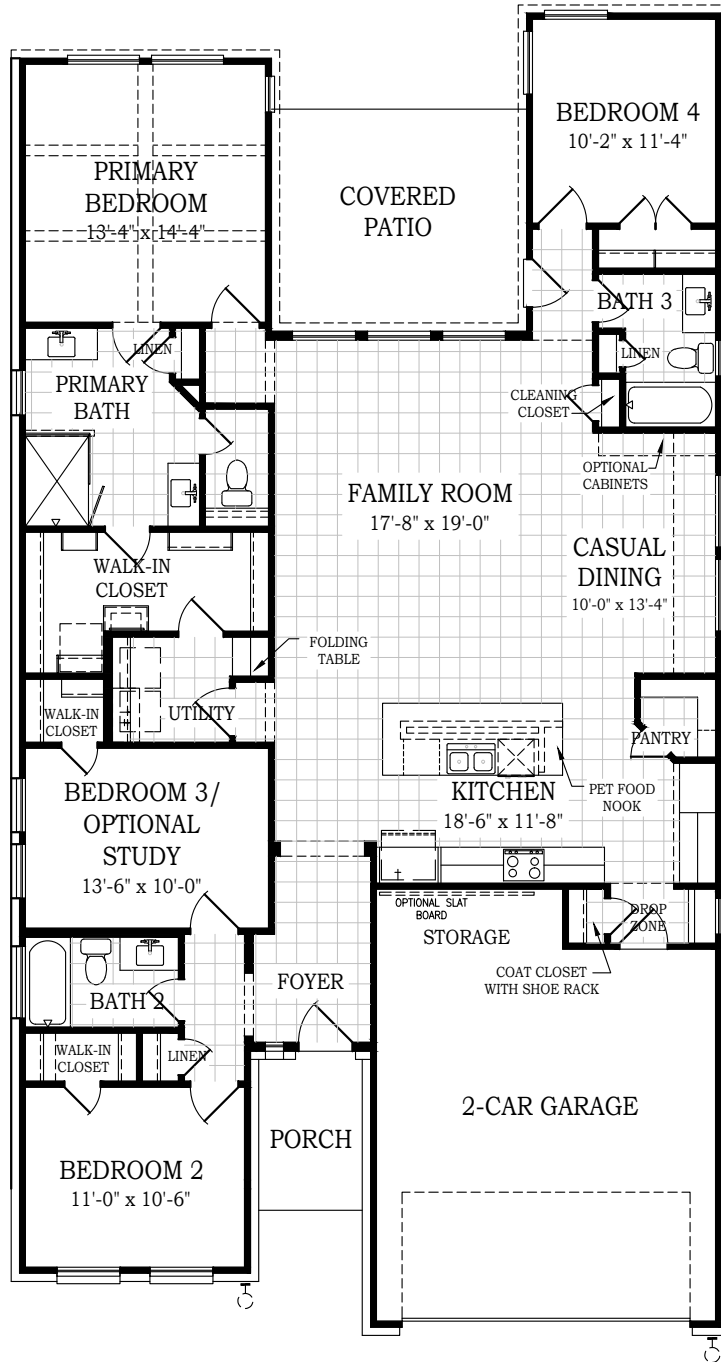 BEDROOM 4
10'-2" x 11'-4"
PRIMARY
BEDROOM
13'-4" x 14'-4"
COVERED
PATIO
BATH 3
LINEN
LINEN
PRIMARY
BATH
CLEANING
CLOSET
OPTIONAL
CABINETS
FAMILY ROOM
17'-8" x 19'-0"
CASUAL
DINING
10'-0" x 13'-4"
WALK-IN
CLOSET
FOLDING
TABLE
WALK-IN
CLOSET
UTILITY
PANTRY
BEDROOM 3/
OPTIONAL
STUDY
13'-6" x 10'-0"
KITCHEN
18'-6" x 11'-8"
PET FOOD
NOOK
OPTIONAL SLAT
BOARD
STORAGE
DROP
ZONE
COAT CLOSET
WITH SHOE RACK
FOYER
BATH 2
WALK-IN
CLOSET
LINEN
2-CAR GARAGE
PORCH
BEDROOM 2
11'-0" x 10'-6"